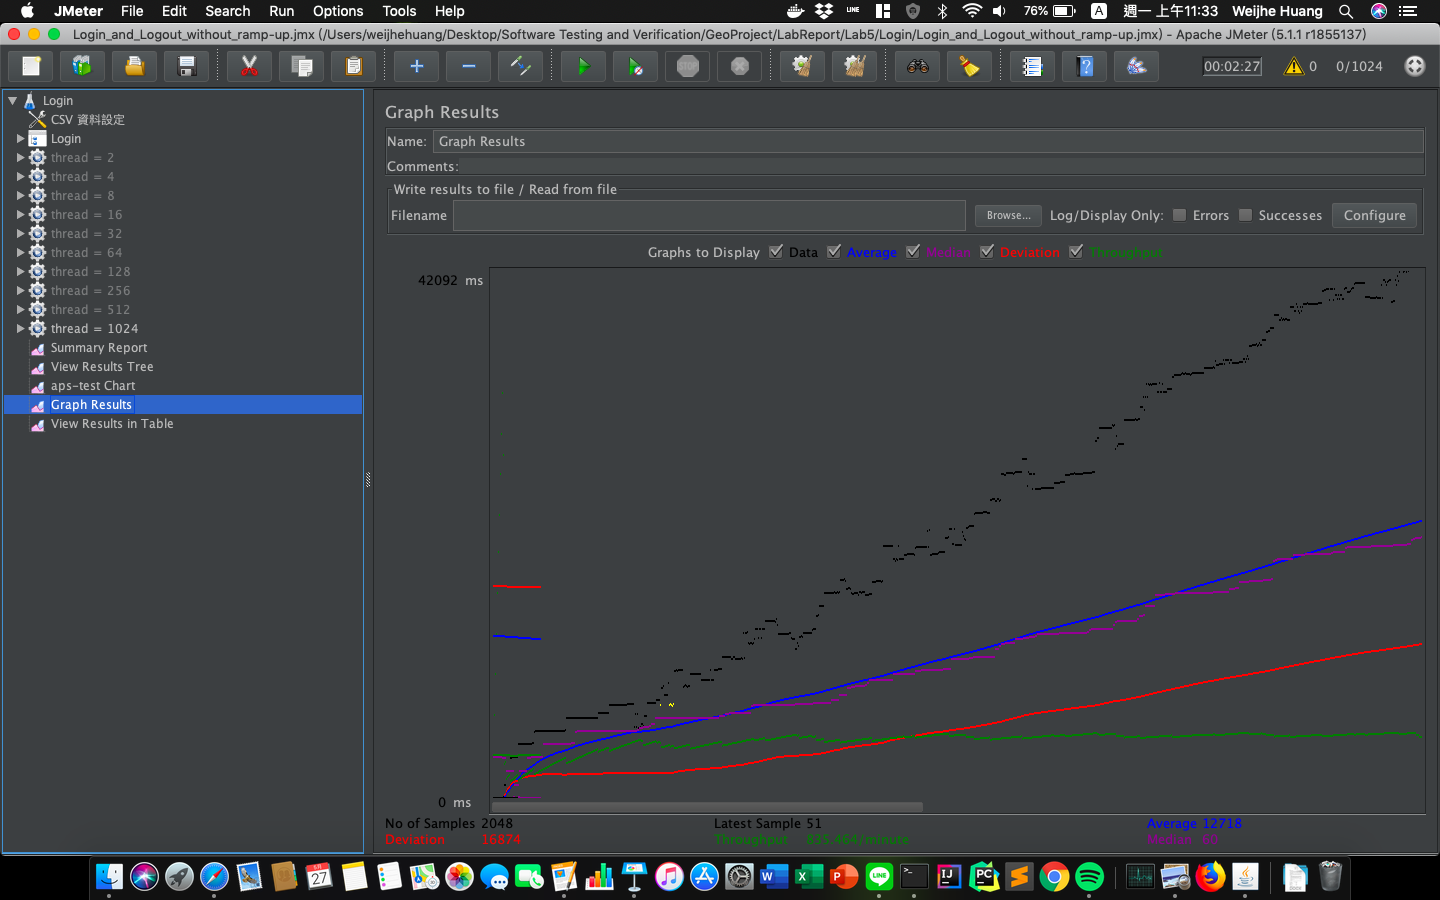 JMeter File Edit Search Run Options Tools Help LINE 76% A 週一 上午11:33 Weijhe Huang
Login_and_Logout_without_ramp-up.jmx (/Users/weijhehuang/Desktop/Software Testing and Verification/GeoProject/LabReport/Lab5/Login/Login_and_Logout_without_ramp-up.jmx) - Apache JMeter (5.1.1 r1855137)
STOP 00:02:27 0 0/1024
Login
CSV 資料設定
Login
thread = 2
thread = 4
thread = 8
thread = 16
thread = 32
thread = 64
thread = 128
thread = 256
thread = 512
thread = 1024
Summary Report
View Results Tree
aps-test Chart
Graph Results
View Results in Table
Graph Results
Name: Graph Results
Comments:
Write results to file / Read from file
Filename Browse... Log/Display Only: Errors Successes Configure
Graphs to Display Data Average Median Deviation Throughput
42092 ms
0 ms
No of Samples 2048 Latest Sample 51 Average 12718
Deviation 16874 Throughput 835.464/minute Median
27 W X P LINE IJ PC